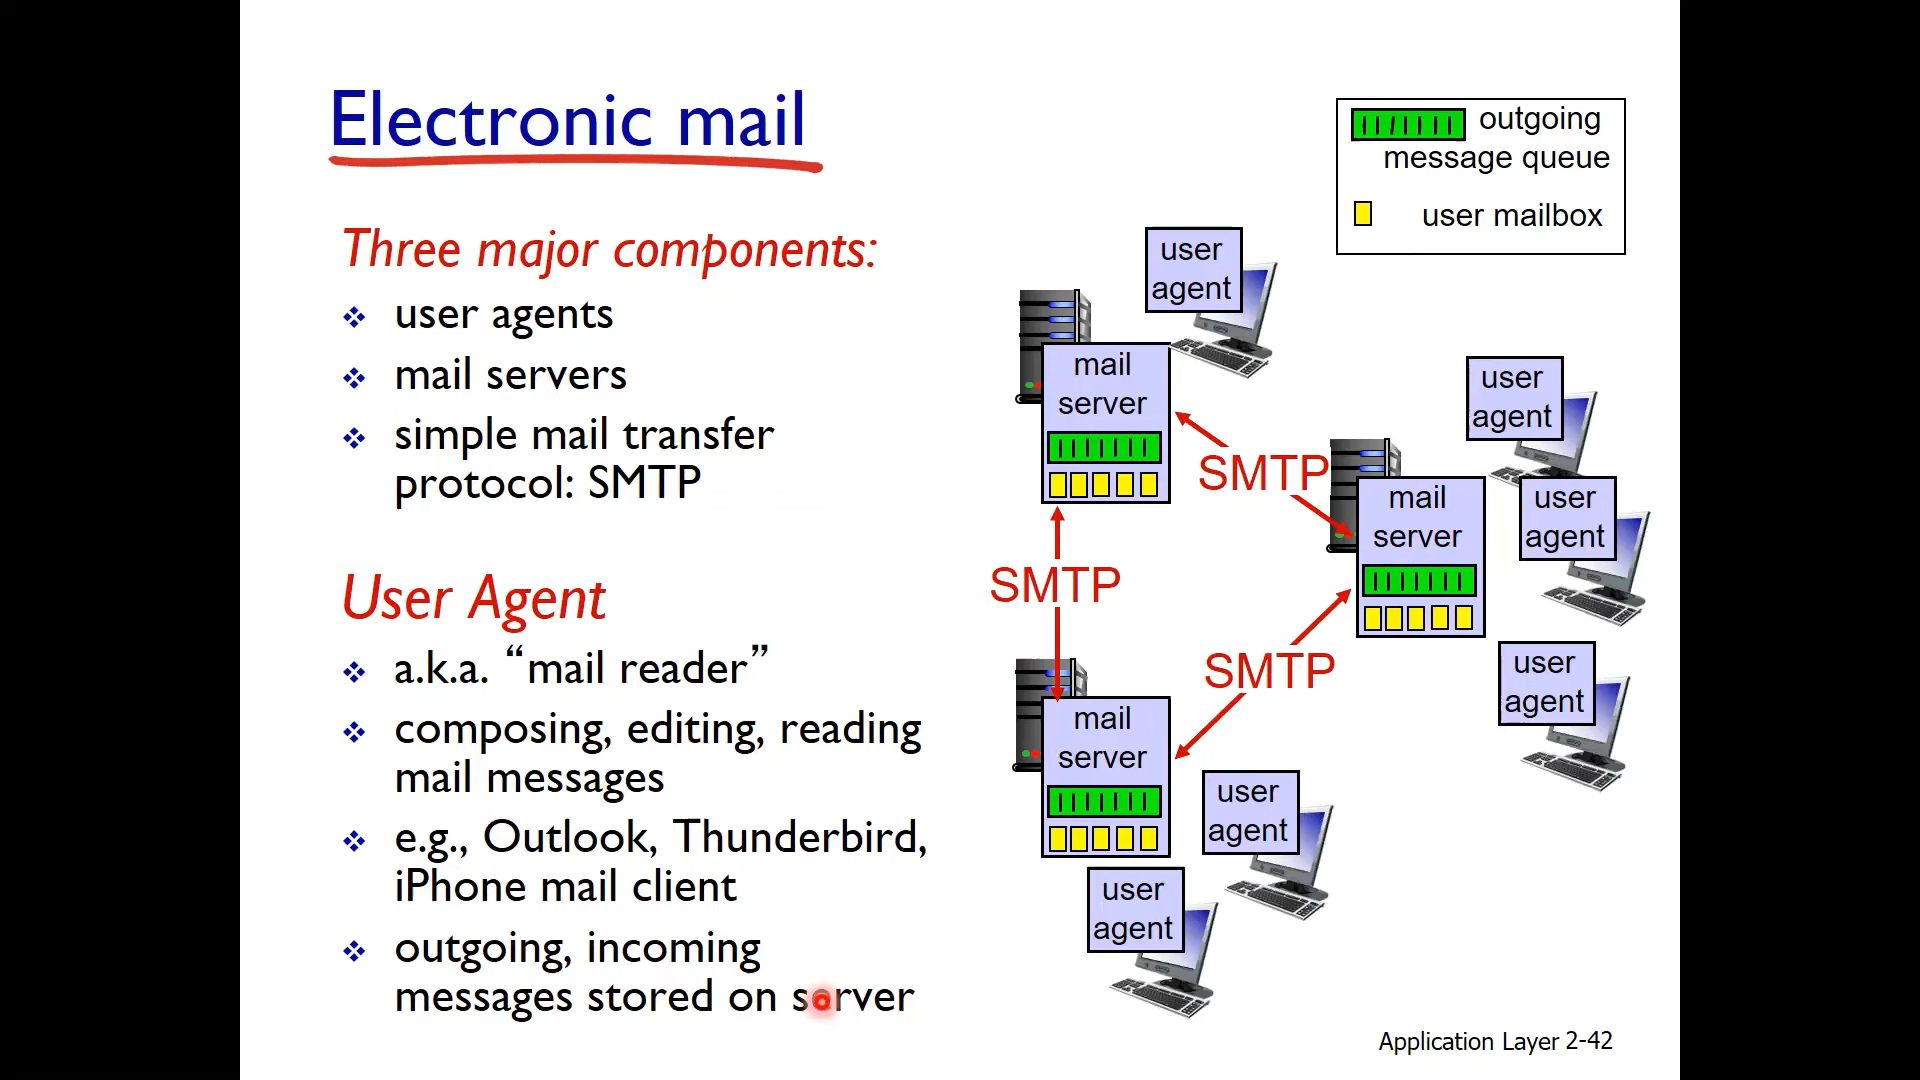 Electronic mail
Three major components:
user agents
mail servers
simple mail transfer
protocol: SMTP
User Agent
a.k.a. “mail reader”
composing, editing, reading
mail messages
e.g., Outlook, Thunderbird,
iPhone mail client
outgoing, incoming
messages stored on server
outgoing
message queue
user mailbox
user
agent
mail
server
user
agent
SMTP
mail
server
user
agent
SMTP
SMTP
user
agent
mail
server
user
agent
user
agent
Application Layer 2-42